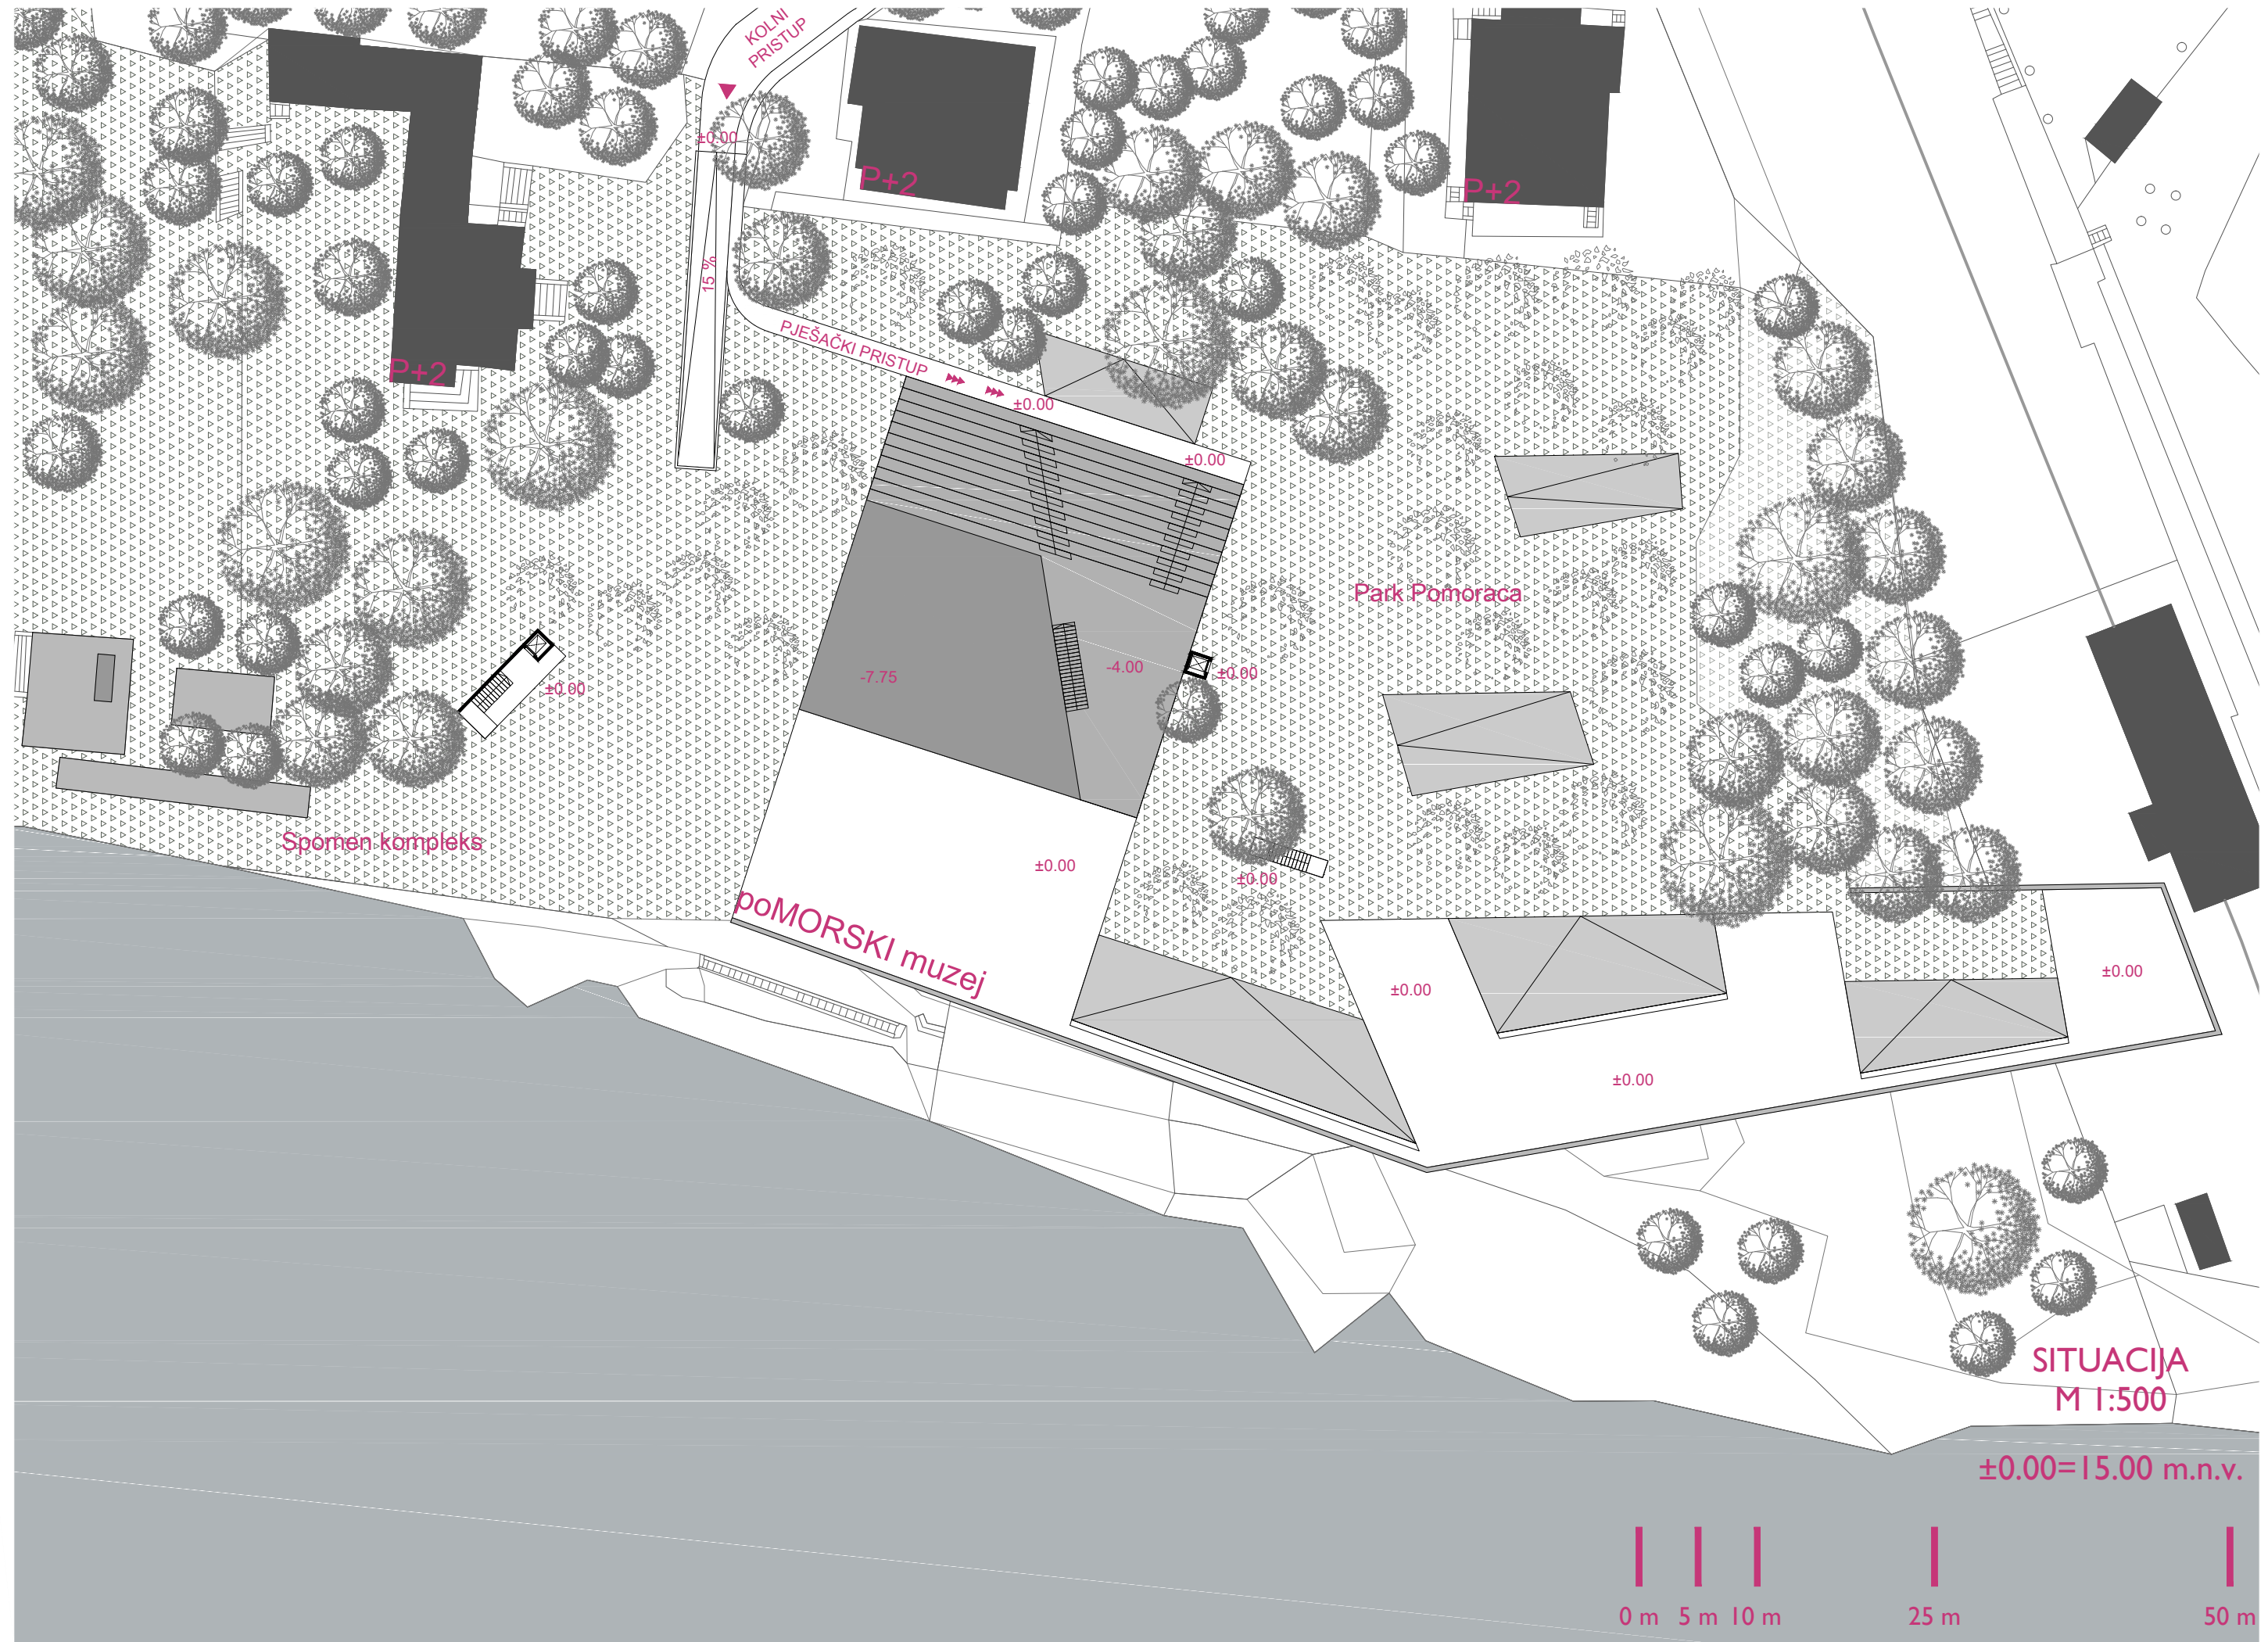 KOLNI
PRISTUP
±0.00
P+2
P+2
15 %
PJEŠAČKI PRISTUP
P+2
±0.00
±0.00
Park Pomoraca
-7.75
-4.00
±0.00
±0.00
Spomen kompleks
±0.00
±0.00
poMORSKI muzej
±0.00
±0.00
±0.00
SITUACIJA
M 1:500
±0.00=15.00 m.n.v.
0 m 5 m 10 m 25 m 50 m